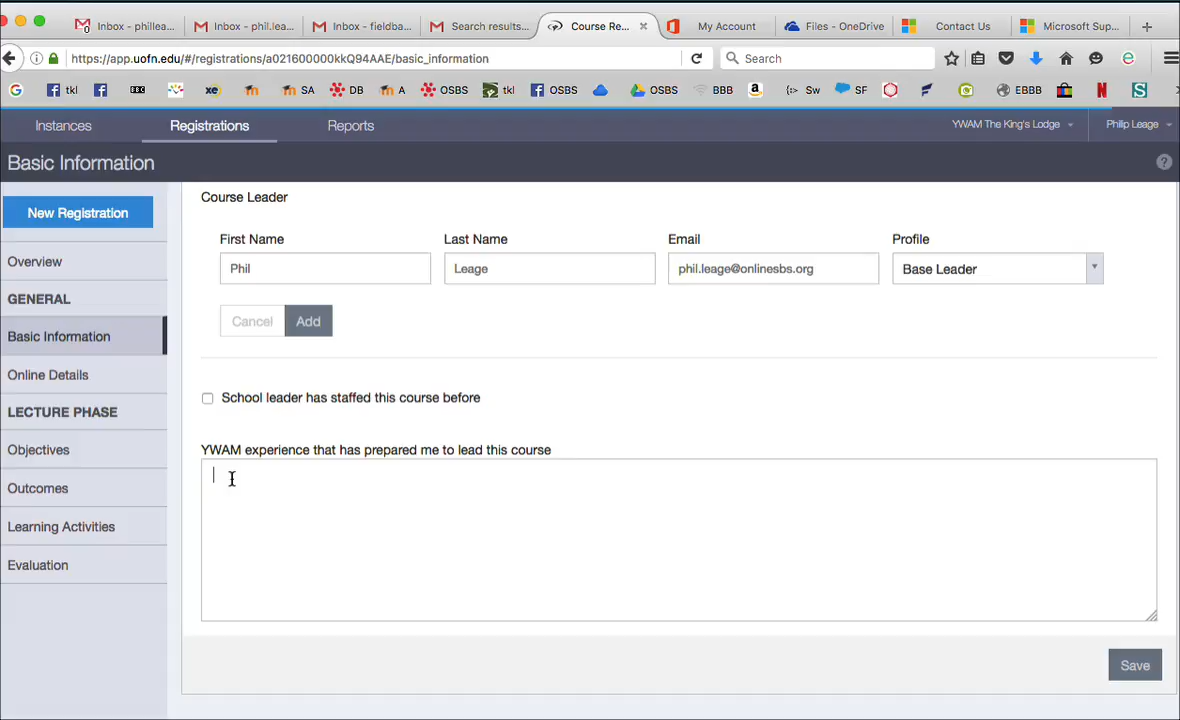 Inbox - phillea...
Inbox - phil.lea...
Inbox - fieldba...
Search results...
Course Re...
My Account
Files - OneDrive
Contact Us
Microsoft Sup...
https://app.uofn.edu/#/registrations/a021600000kkQ94AAE/basic_information
Search
tkl
SA
DB
A
OSBS
tkl
OSBS
OSBS
BBB
Sw
SF
EBBB
Instances
Registrations
Reports
YWAM The King's Lodge
Philip Leage
Basic Information
New Registration
Overview
GENERAL
Basic Information
Online Details
LECTURE PHASE
Objectives
Outcomes
Learning Activities
Evaluation
Course Leader
First Name
Last Name
Email
Profile
Phil
Leage
phil.leage@onlinesbs.org
Base Leader
Cancel
Add
School leader has staffed this course before
YWAM experience that has prepared me to lead this course
Save